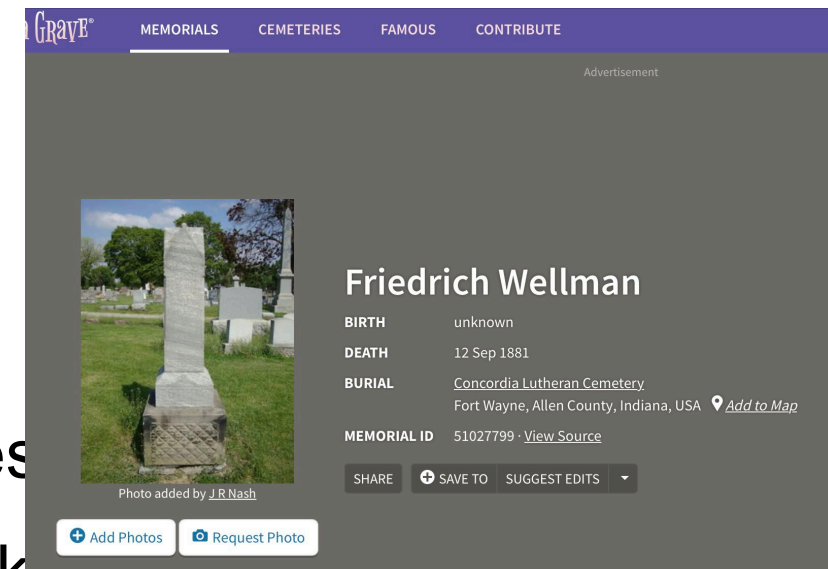 GRAVE® MEMORIALS CEMETERIES FAMOUS CONTRIBUTE
Advertisement
Friedrich Wellman
BIRTH unknown
DEATH 12 Sep 1881
BURIAL Concordia Lutheran Cemetery
Fort Wayne, Allen County, Indiana, USA Add to Map
MEMORIAL ID 51027799 · View Source
SHARE SAVE TO SUGGEST EDITS
Photo added by J R Nash
Add Photos Request Photo